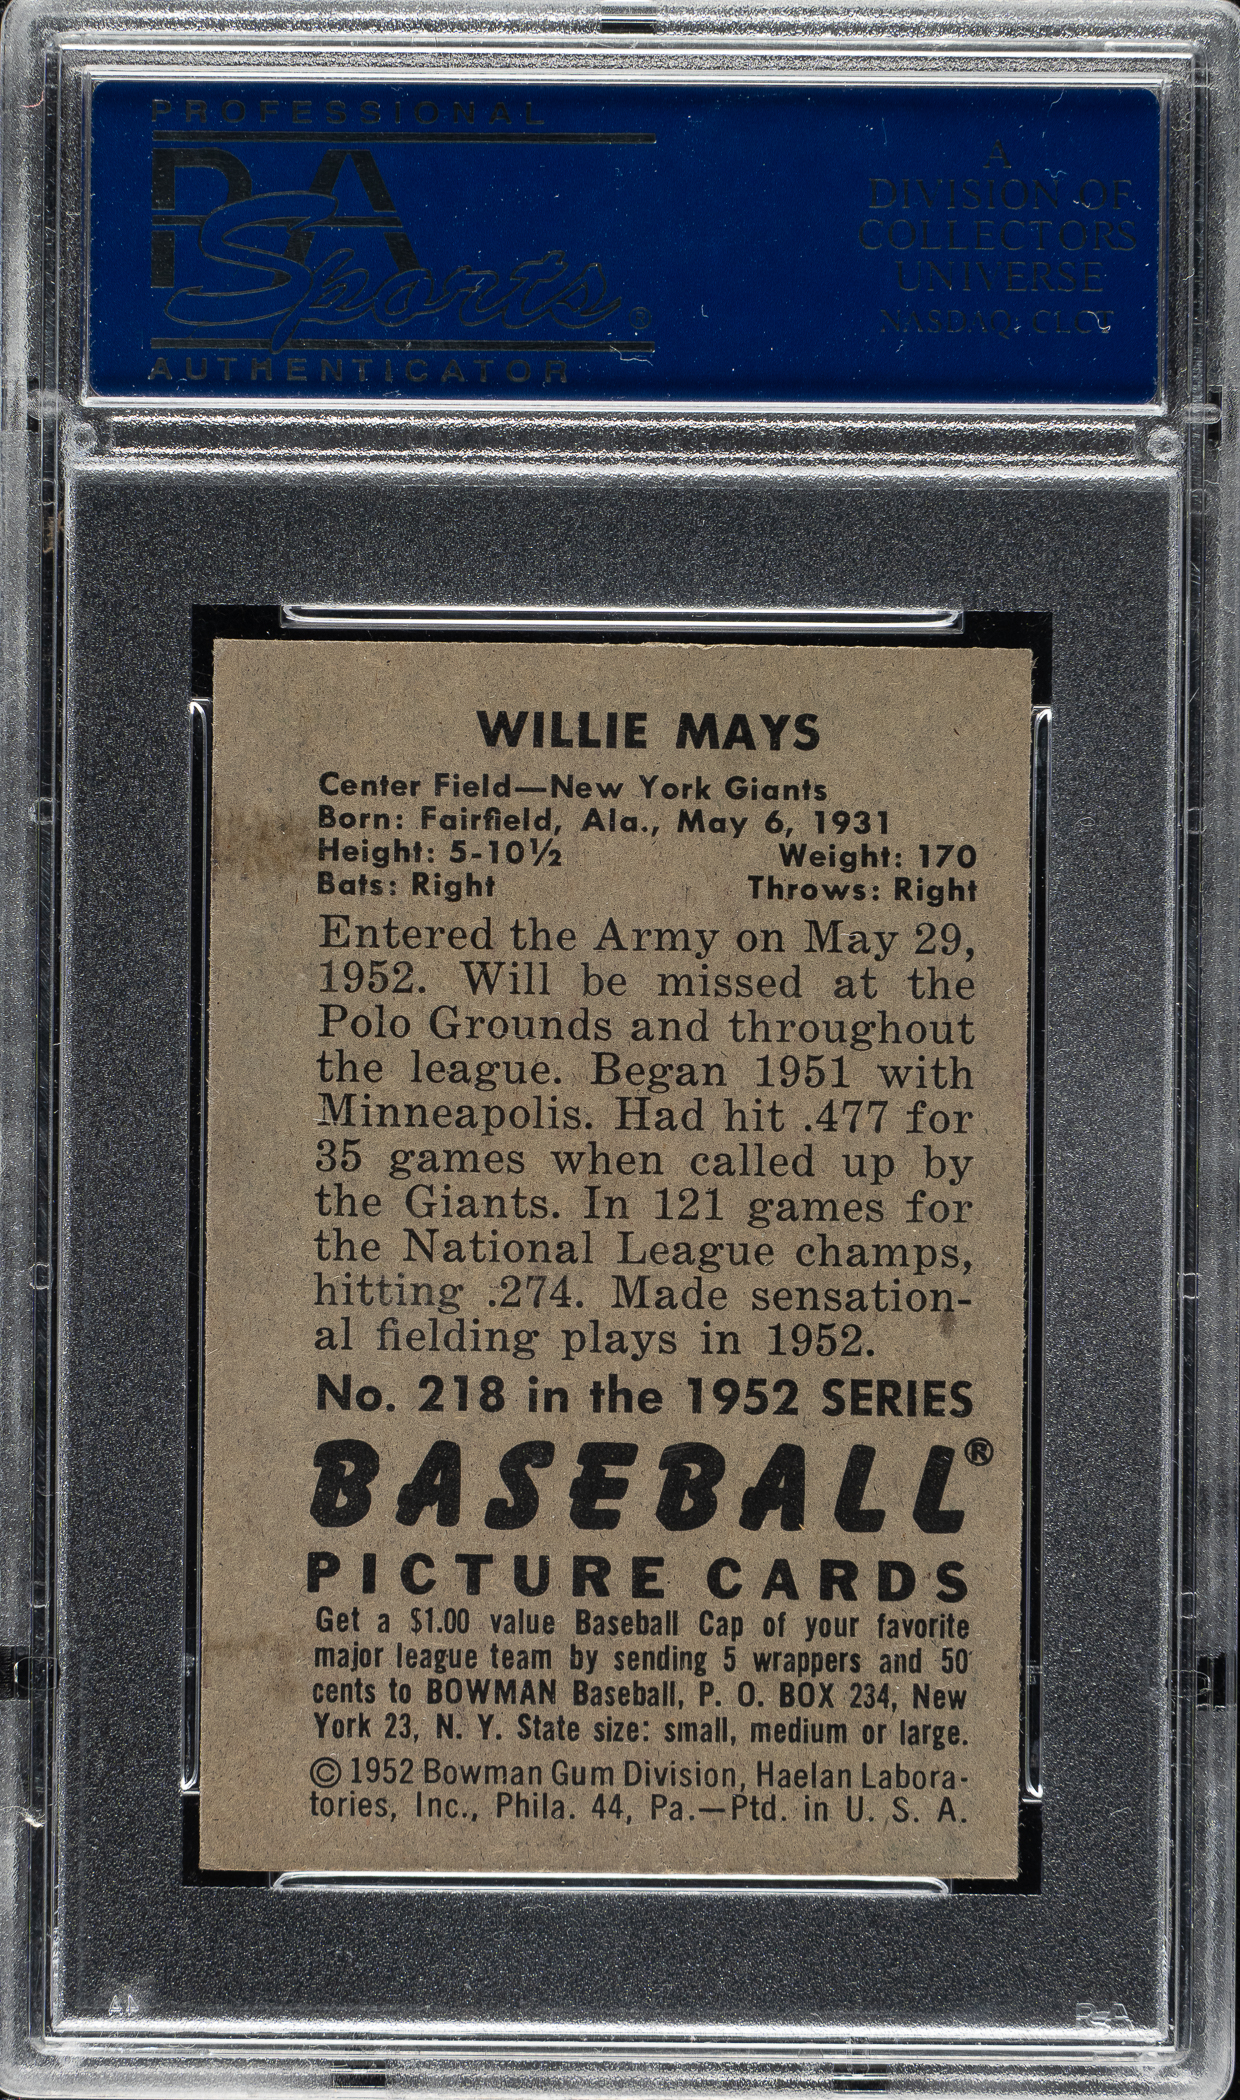 PROFESSIONAL
PSA
Sports®
AUTHENTICATOR
A
DIVISION OF
COLLECTORS
UNIVERSE
NASDAQ: CLCT
WILLIE MAYS
Center Field—New York Giants
Born: Fairfield, Ala., May 6, 1931
Height: 5-10½ Weight: 170
Bats: Right Throws: Right
Entered the Army on May 29,
1952. Will be missed at the
Polo Grounds and throughout
the league. Began 1951 with
Minneapolis. Had hit .477 for
35 games when called up by
the Giants. In 121 games for
the National League champs,
hitting .274. Made sensation-
al fielding plays in 1952.
No. 218 in the 1952 SERIES
BASEBALL®
PICTURE CARDS
Get a $1.00 value Baseball Cap of your favorite
major league team by sending 5 wrappers and 50
cents to BOWMAN Baseball, P. O. BOX 234, New
York 23, N. Y. State size: small, medium or large.
© 1952 Bowman Gum Division, Haelan Labora-
tories, Inc., Phila. 44, Pa.—Ptd. in U. S. A.
PSA